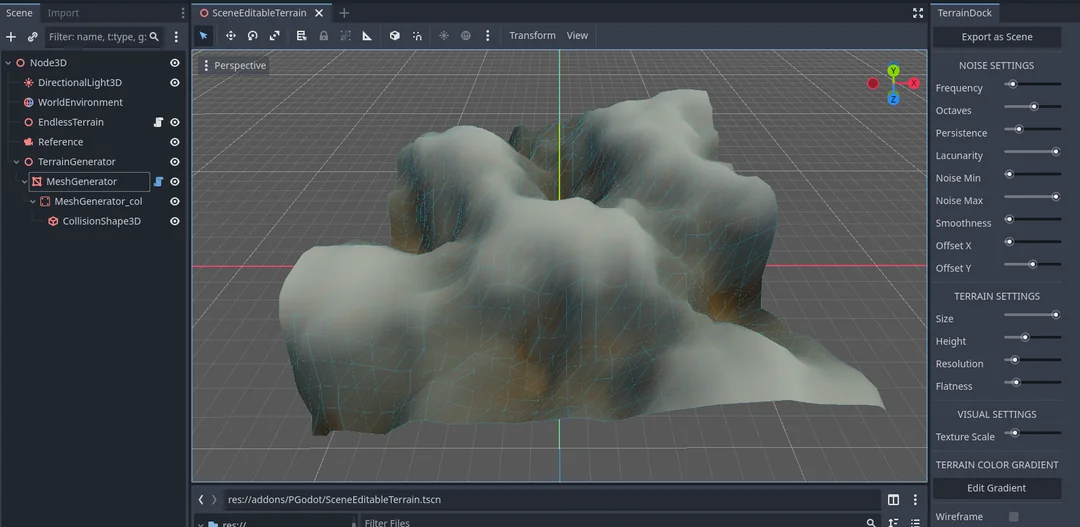 Scene Import
Filter: name, t:type, g:
Node3D
DirectionalLight3D
WorldEnvironment
EndlessTerrain
Reference
TerrainGenerator
MeshGenerator
MeshGenerator_col
CollisionShape3D
SceneEditableTerrain
Transform View
Perspective
Y
X
Z
res://addons/PGodot/SceneEditableTerrain.tscn
res://
Filter Files
TerrainDock
Export as Scene
NOISE SETTINGS
Frequency
Octaves
Persistence
Lacunarity
Noise Min
Noise Max
Smoothness
Offset X
Offset Y
TERRAIN SETTINGS
Size
Height
Resolution
Flatness
VISUAL SETTINGS
Texture Scale
TERRAIN COLOR GRADIENT
Edit Gradient
Wireframe